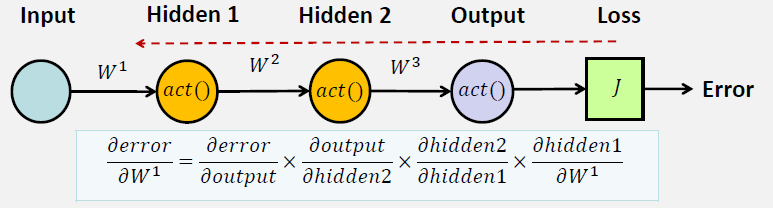 Input Hidden 1 Hidden 2 Output Loss
W¹ W² W³
act() act() act() J Error
∂error/∂W¹ = ∂error/∂output × ∂output/∂hidden2 × ∂hidden2/∂hidden1 × ∂hidden1/∂W¹